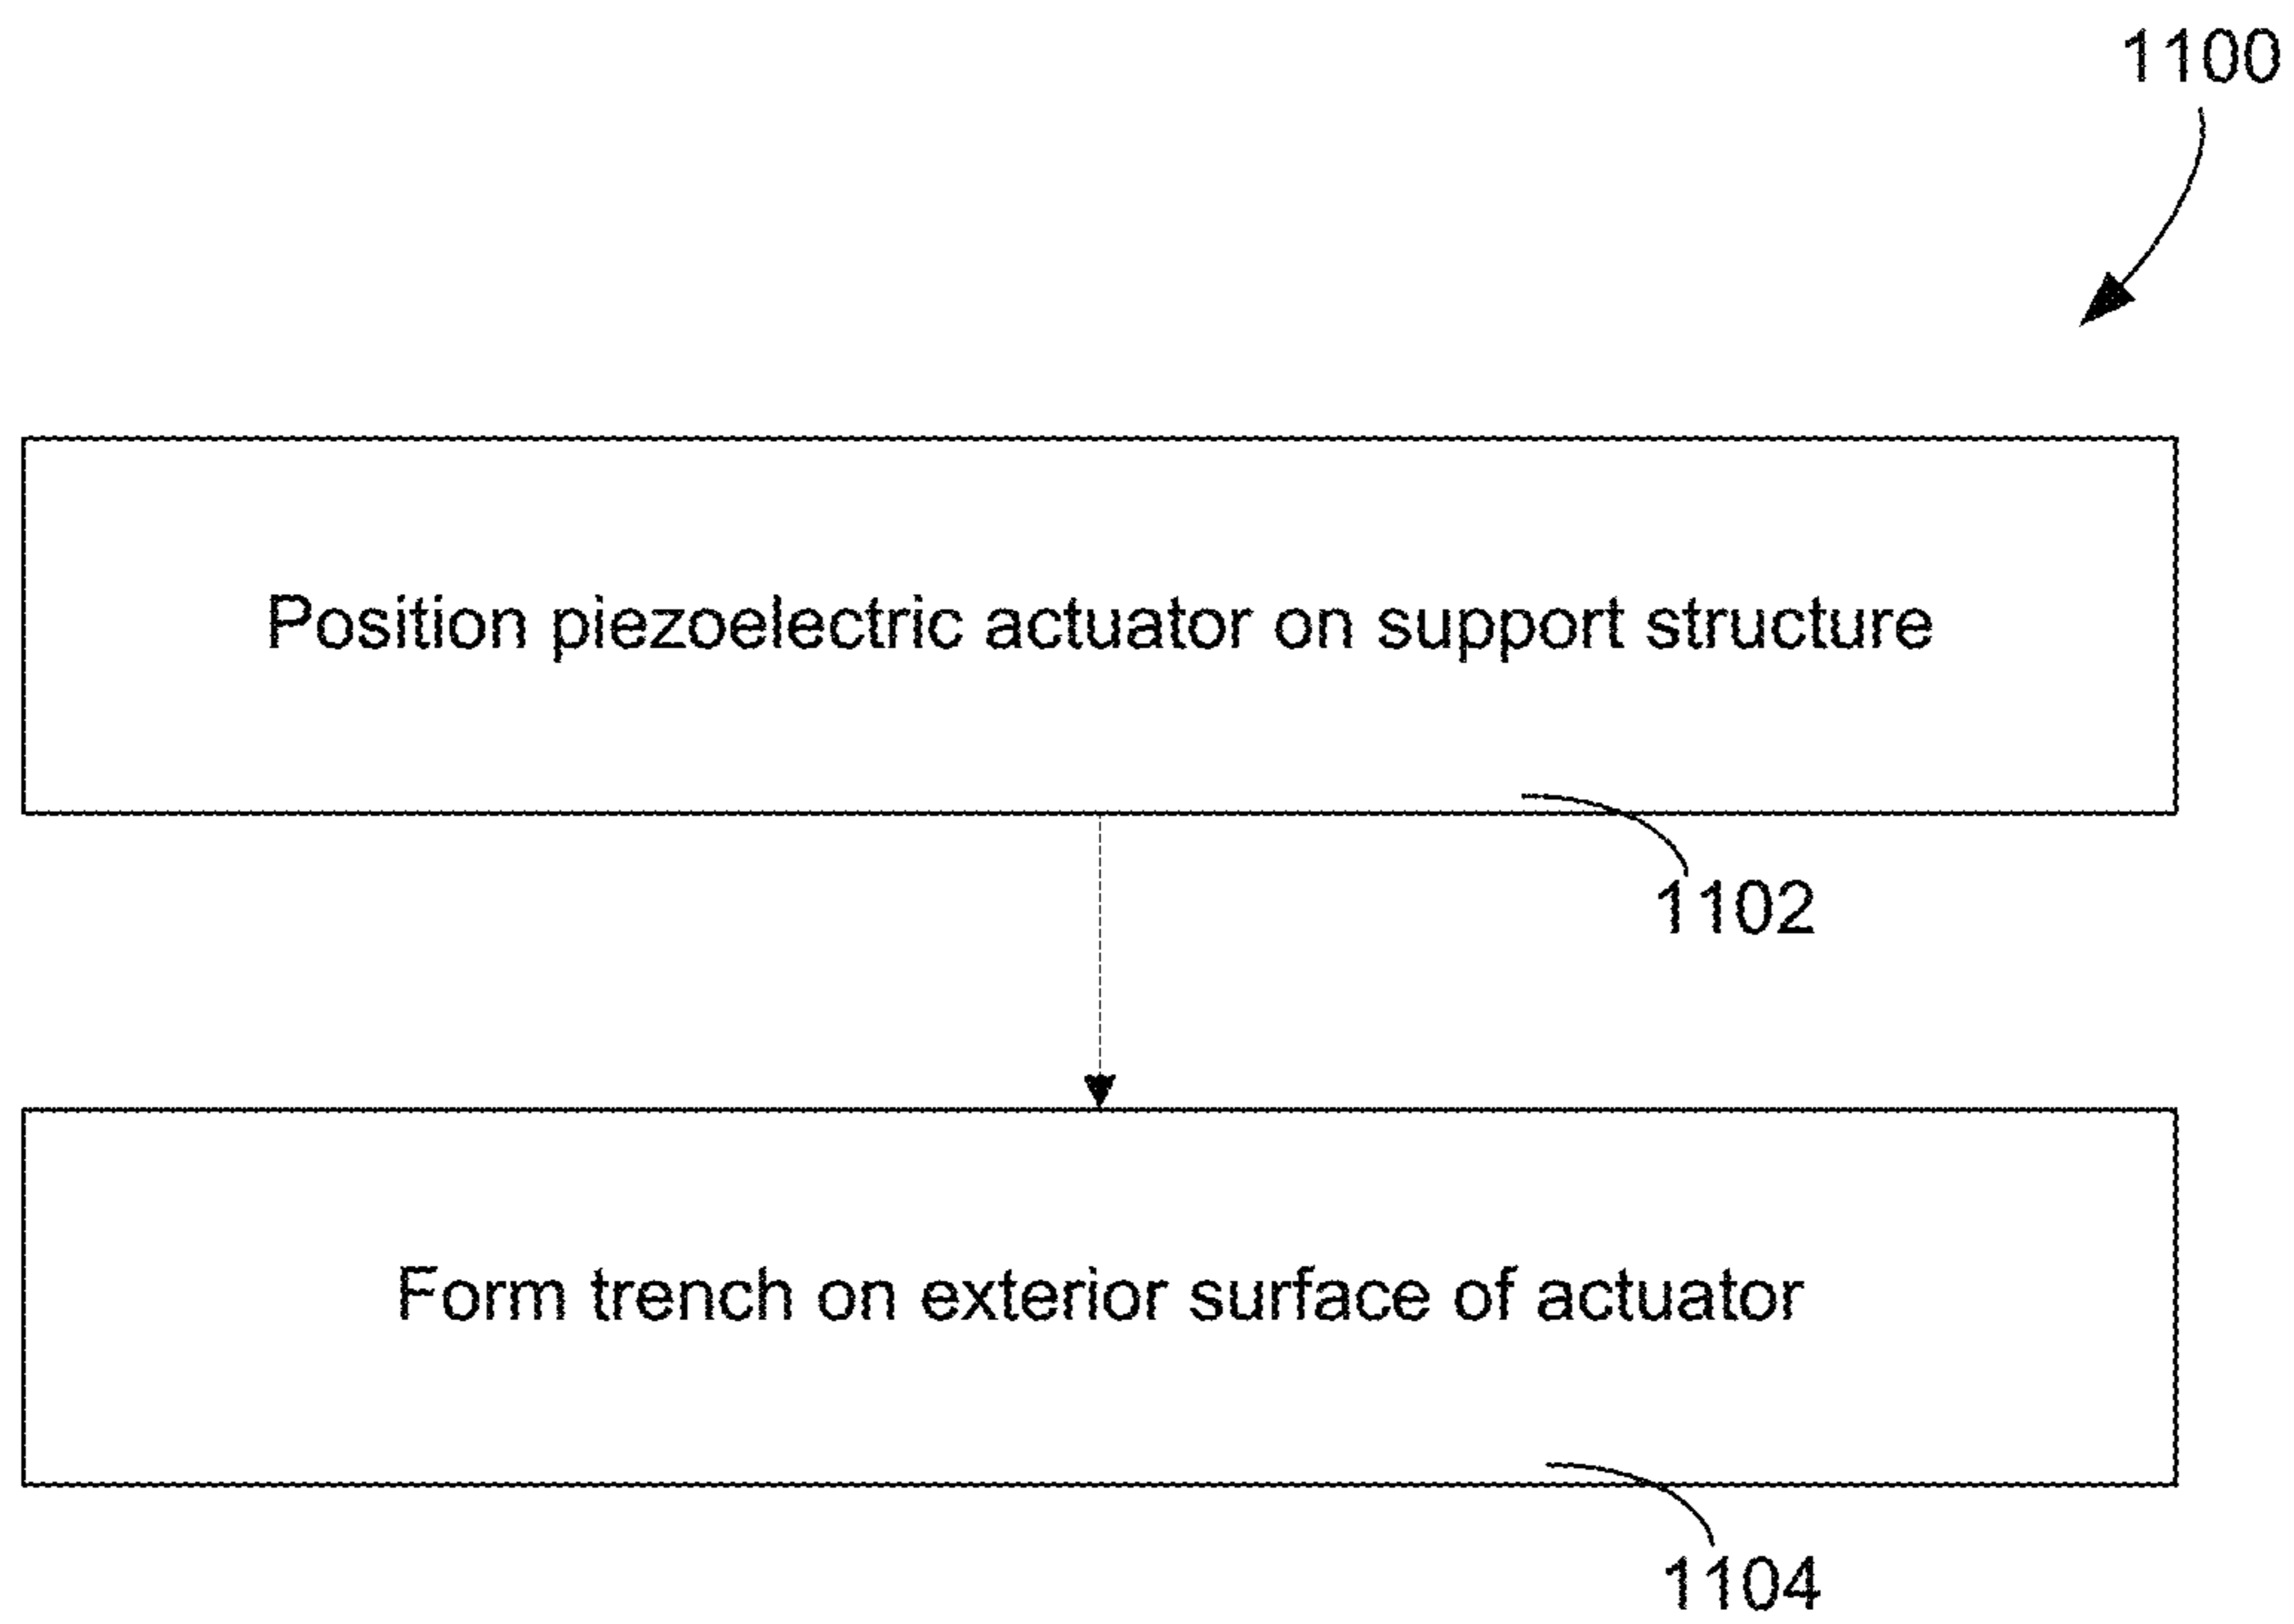 1100
Position piezoelectric actuator on support structure
1102
Form trench on exterior surface of actuator
1104